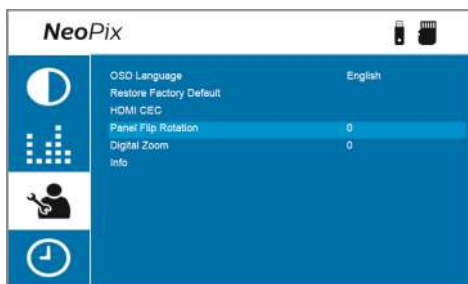 NeoPix
OSD Language English
Restore Factory Default
HDMI CEC
Panel Flip Rotation 0
Digital Zoom 0
Info